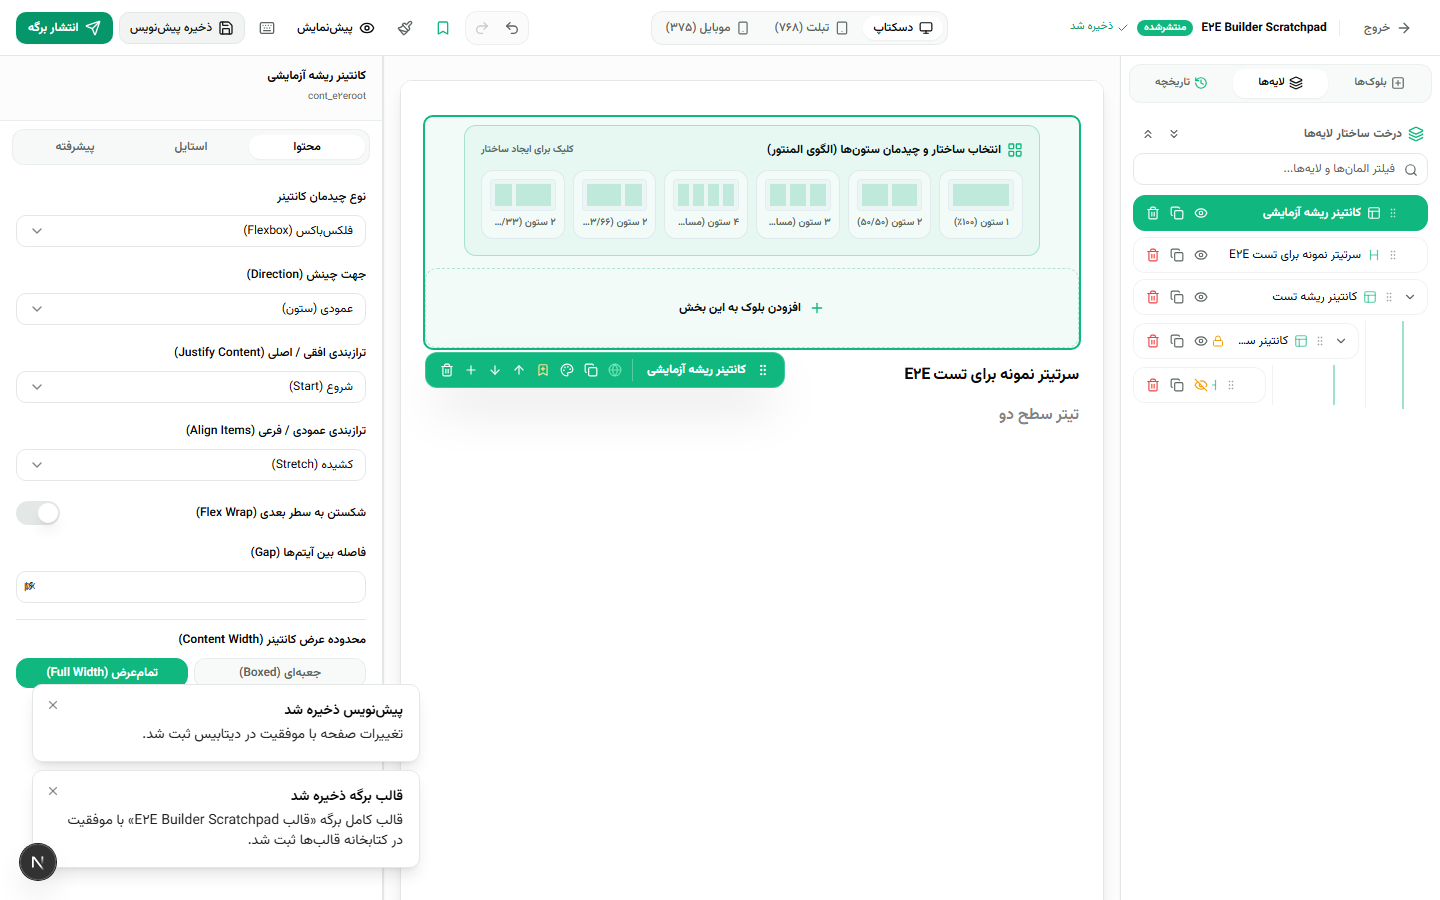 خروج
E۲E Builder Scratchpad
منتشرشده
ذخیره شد
دسکتاپ
تبلت (۷۶۸)
موبایل (۳۷۵)
پیش‌نمایش
ذخیره پیش‌نویس
انتشار برگه
بلوک‌ها
لایه‌ها
تاریخچه
درخت ساختار لایه‌ها
فیلتر المان‌ها و لایه‌ها...
کانتینر ریشه آزمایشی
سرتیتر نمونه برای تست E۲E
کانتینر ریشه تست
کانتینر سـ...
انتخاب ساختار و چیدمان ستون‌ها (الگوی المنتور)
کلیک برای ایجاد ساختار
۱ ستون (۱۰۰٪)
۲ ستون (۵۰/۵۰)
۳ ستون (مسا...
۴ ستون (مسا...
۲ ستون (۳/۶۶...
۲ ستون (/۳۳...
افزودن بلوک به این بخش
کانتینر ریشه آزمایشی
سرتیتر نمونه برای تست E۲E
تیتر سطح دو
کانتینر ریشه آزمایشی
cont_e۲eroot
محتوا
استایل
پیشرفته
نوع چیدمان کانتینر
فلکس‌باکس (Flexbox)
جهت چینش (Direction)
عمودی (ستون)
ترازبندی افقی / اصلی (Justify Content)
شروع (Start)
ترازبندی عمودی / فرعی (Align Items)
کشیده (Stretch)
شکستن به سطر بعدی (Flex Wrap)
فاصله بین آیتم‌ها (Gap)
محدوده عرض کانتینر (Content Width)
جعبه‌ای (Boxed)
تمام‌عرض (Full Width)
پیش‌نویس ذخیره شد
تغییرات صفحه با موفقیت در دیتابیس ثبت شد.
قالب برگه ذخیره شد
قالب کامل برگه «قالب E۲E Builder Scratchpad» با موفقیت
در کتابخانه قالب‌ها ثبت شد.
N